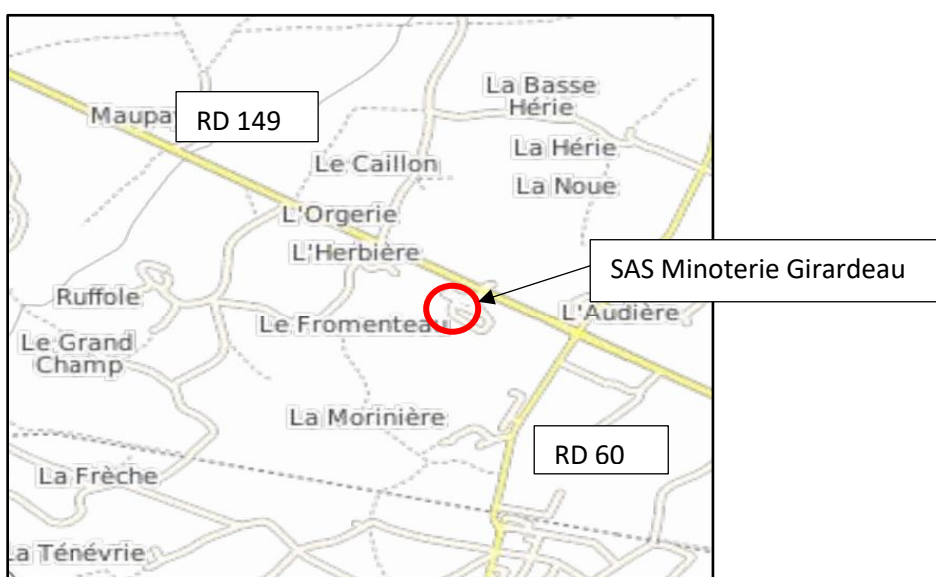 La Basse
Hérie
Maupa
RD 149
La Hérie
Le Caillon
La Noue
L'Orgerie
L'Herbière
SAS Minoterie Girardeau
Ruffole
L'Audière
Le Fromenteau
Le Grand
Champ
La Morinière
RD 60
La Frèche
a Ténévrie